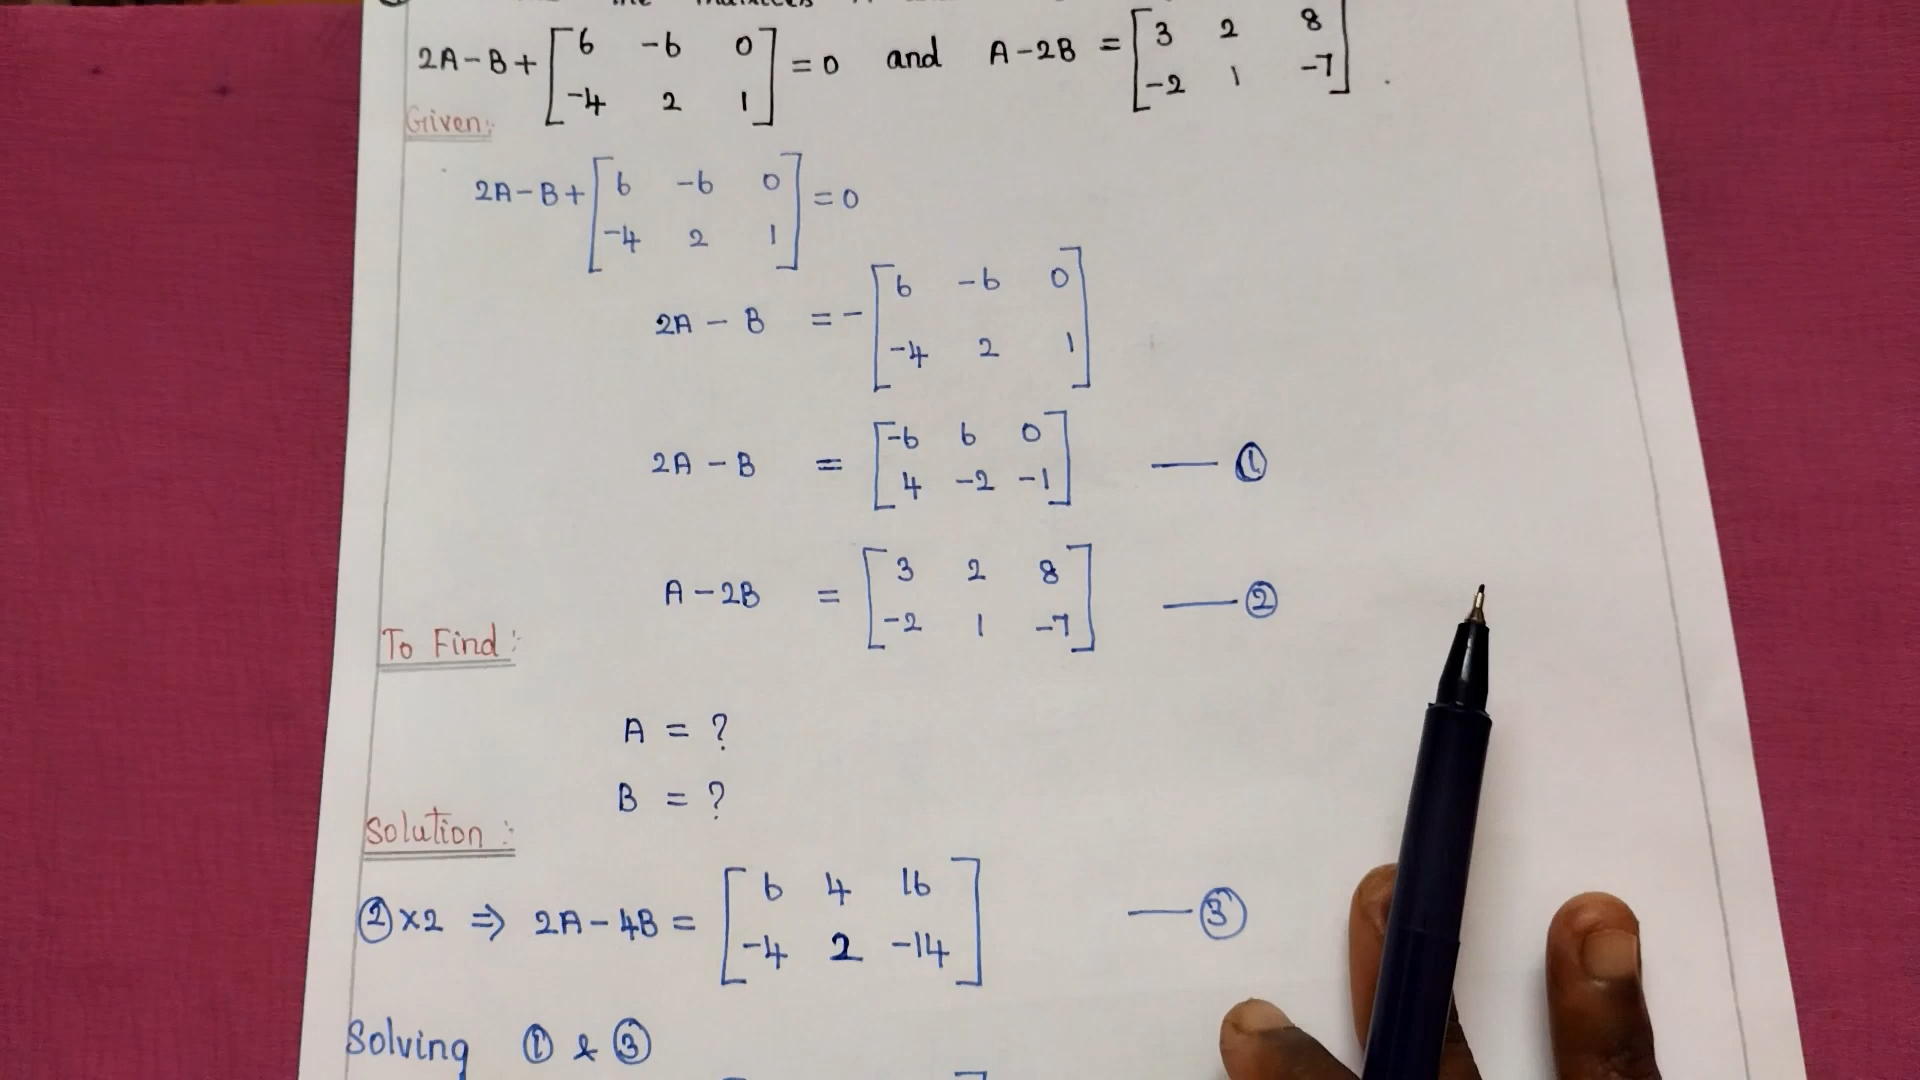 the matrices A
2A-B+[6 -6 0
-4 2 1] =0 and A-2B = [3 2 8
-2 1 -7].
Given:
2A-B+[6 -6 0
-4 2 1] =0
2A-B =-[6 -6 0
-4 2 1]
2A-B = [-6 6 0
4 -2 -1] —①
A-2B = [3 2 8
-2 1 -7] —②
To Find:
A = ?
B = ?
Solution:
②×2 ⇒ 2A-4B = [6 4 16
-4 2 -14] —③
Solving ① & ③